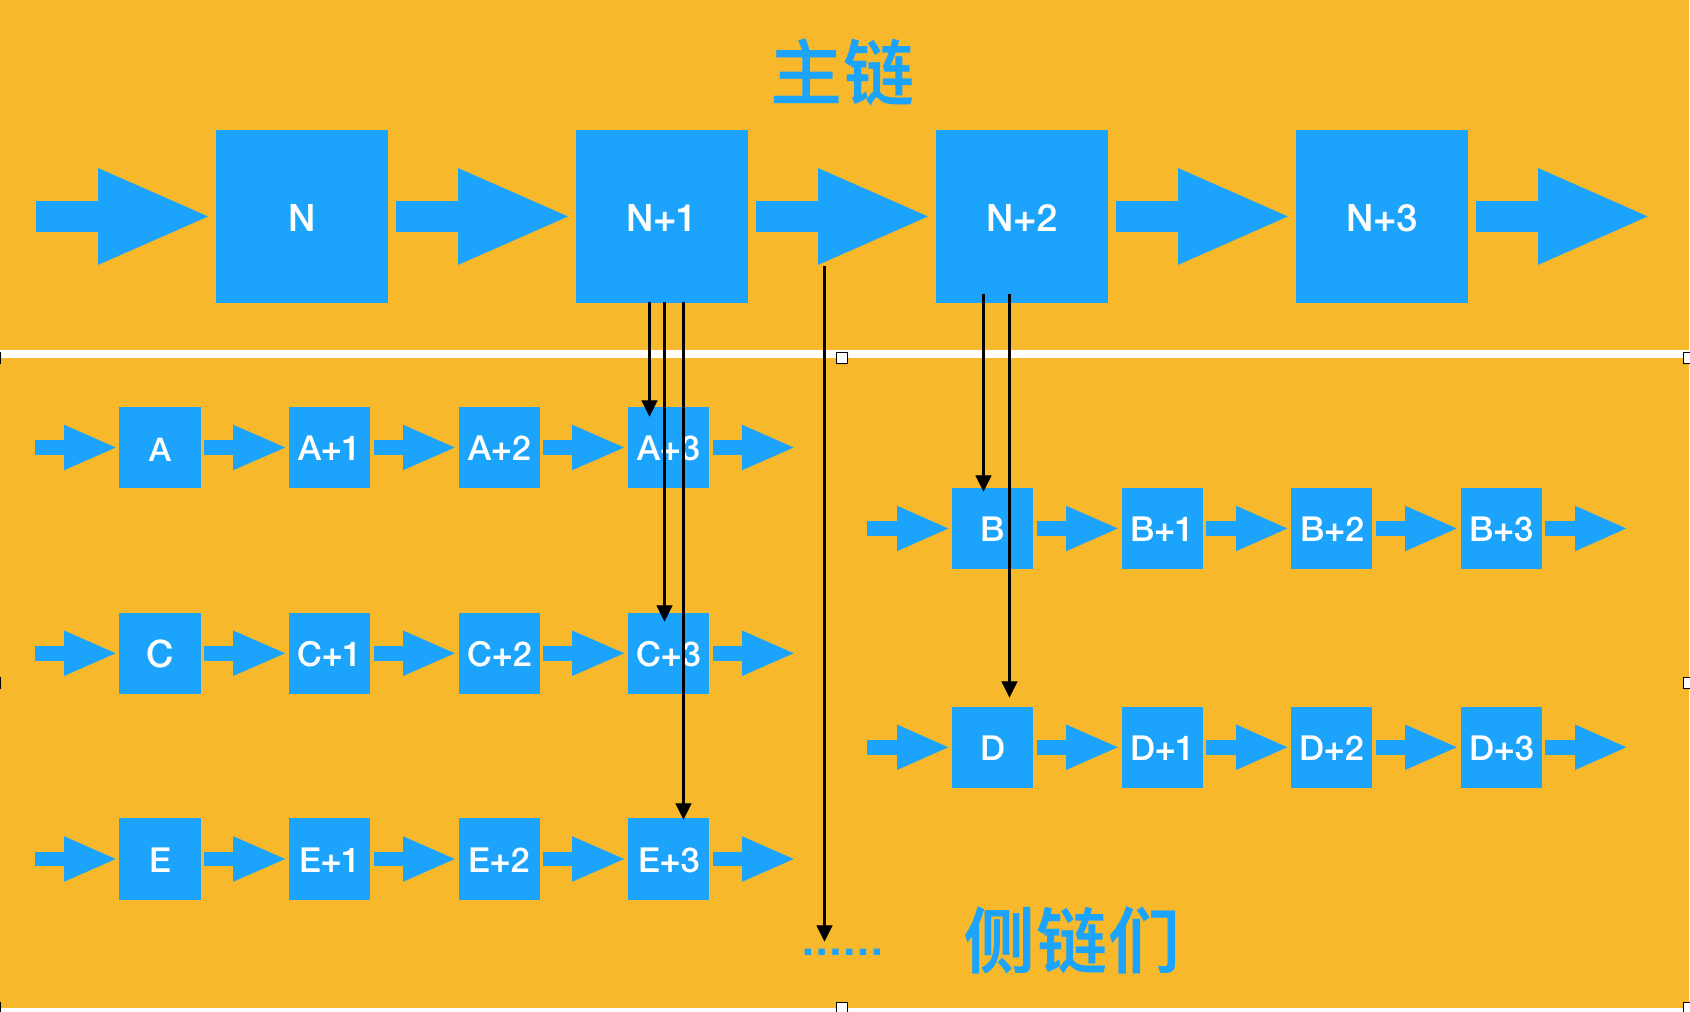 主链
N
N+1
N+2
N+3
A
A+1
A+2
A+3
B
B+1
B+2
B+3
C
C+1
C+2
C+3
D
D+1
D+2
D+3
E
E+1
E+2
E+3
······
侧链们